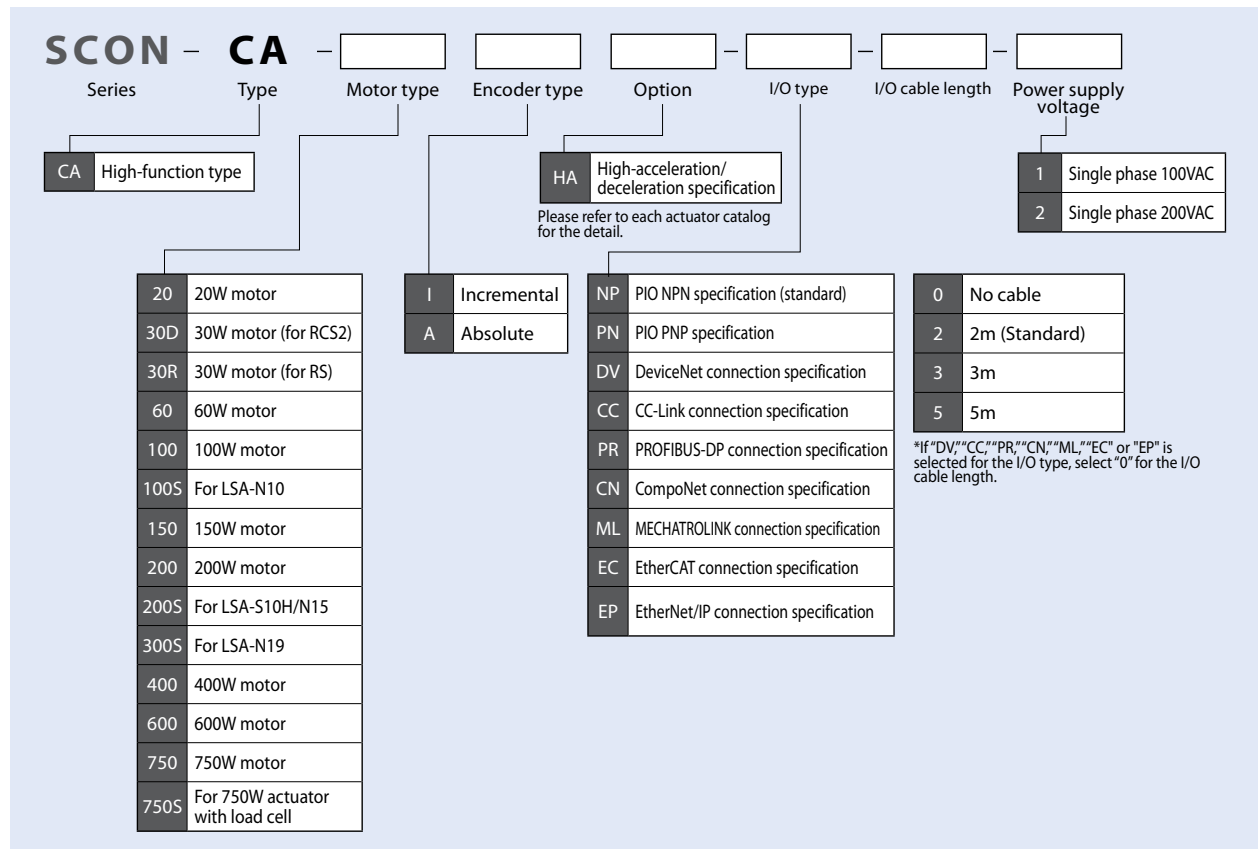 SCON – CA –
Series Type Motor type Encoder type Option I/O type I/O cable length Power supply
voltage
CA High-function type
HA High-acceleration/
deceleration specification
Please refer to each actuator catalog
for the detail.
1 Single phase 100VAC
2 Single phase 200VAC
20 20W motor
30D 30W motor (for RCS2)
30R 30W motor (for RS)
60 60W motor
100 100W motor
100S For LSA-N10
150 150W motor
200 200W motor
200S For LSA-S10H/N15
300S For LSA-N19
400 400W motor
600 600W motor
750 750W motor
750S For 750W actuator
with load cell
I Incremental
A Absolute
NP PIO NPN specification (standard)
PN PIO PNP specification
DV DeviceNet connection specification
CC CC-Link connection specification
PR PROFIBUS-DP connection specification
CN CompoNet connection specification
ML MECHATROLINK connection specification
EC EtherCAT connection specification
EP EtherNet/IP connection specification
0 No cable
2 2m (Standard)
3 3m
5 5m
*If “DV,”“CC,”“PR,”“CN,”“ML,”“EC" or "EP" is
selected for the I/O type, select “0” for the I/O
cable length.